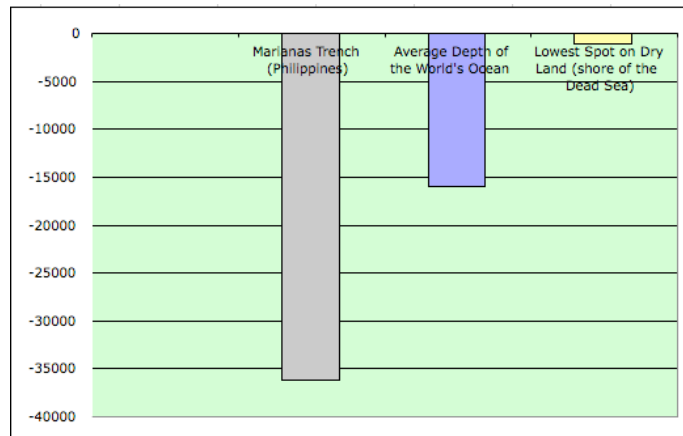 0
-5000
-10000
-15000
-20000
-25000
-30000
-35000
-40000
Marianas Trench
(Philippines)
Average Depth of
the World's Ocean
Lowest Spot on Dry
Land (shore of the
Dead Sea)